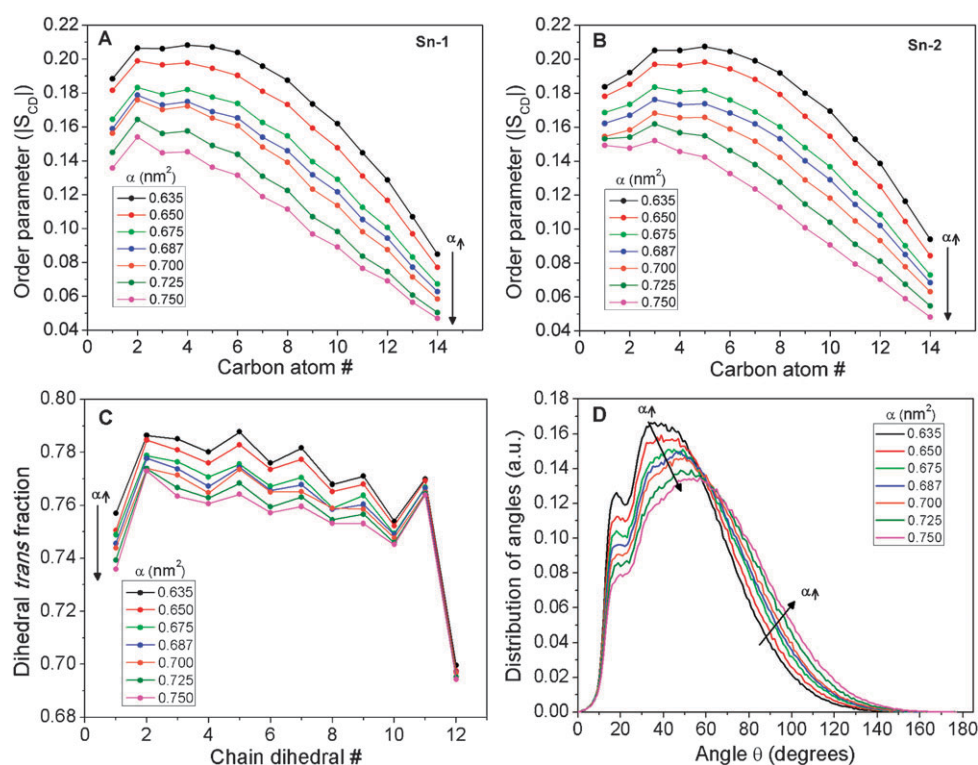 A
Sn-1
Order parameter (|S_CD|)
0.22
0.20
0.18
0.16
0.14
0.12
0.10
0.08
0.06
0.04
α (nm²)
0.635
0.650
0.675
0.687
0.700
0.725
0.750
α↑
0 2 4 6 8 10 12 14
Carbon atom #
B
Sn-2
Order parameter (|S_CD|)
0.22
0.20
0.18
0.16
0.14
0.12
0.10
0.08
0.06
0.04
α (nm²)
0.635
0.650
0.675
0.687
0.700
0.725
0.750
α↑
0 2 4 6 8 10 12 14
Carbon atom #
C
Dihedral trans fraction
0.80
0.78
0.76
0.74
0.72
0.70
0.68
α↑
α (nm²)
0.635
0.650
0.675
0.687
0.700
0.725
0.750
0 2 4 6 8 10 12 14
Chain dihedral #
D
Distribution of angles (a.u.)
0.16
0.14
0.12
0.10
0.08
0.06
0.04
0.02
0.00
α↑
α↑
α (nm²)
0.635
0.650
0.675
0.687
0.700
0.725
0.750
0 20 40 60 80 100 120 140 160 180
Angle θ (degrees)